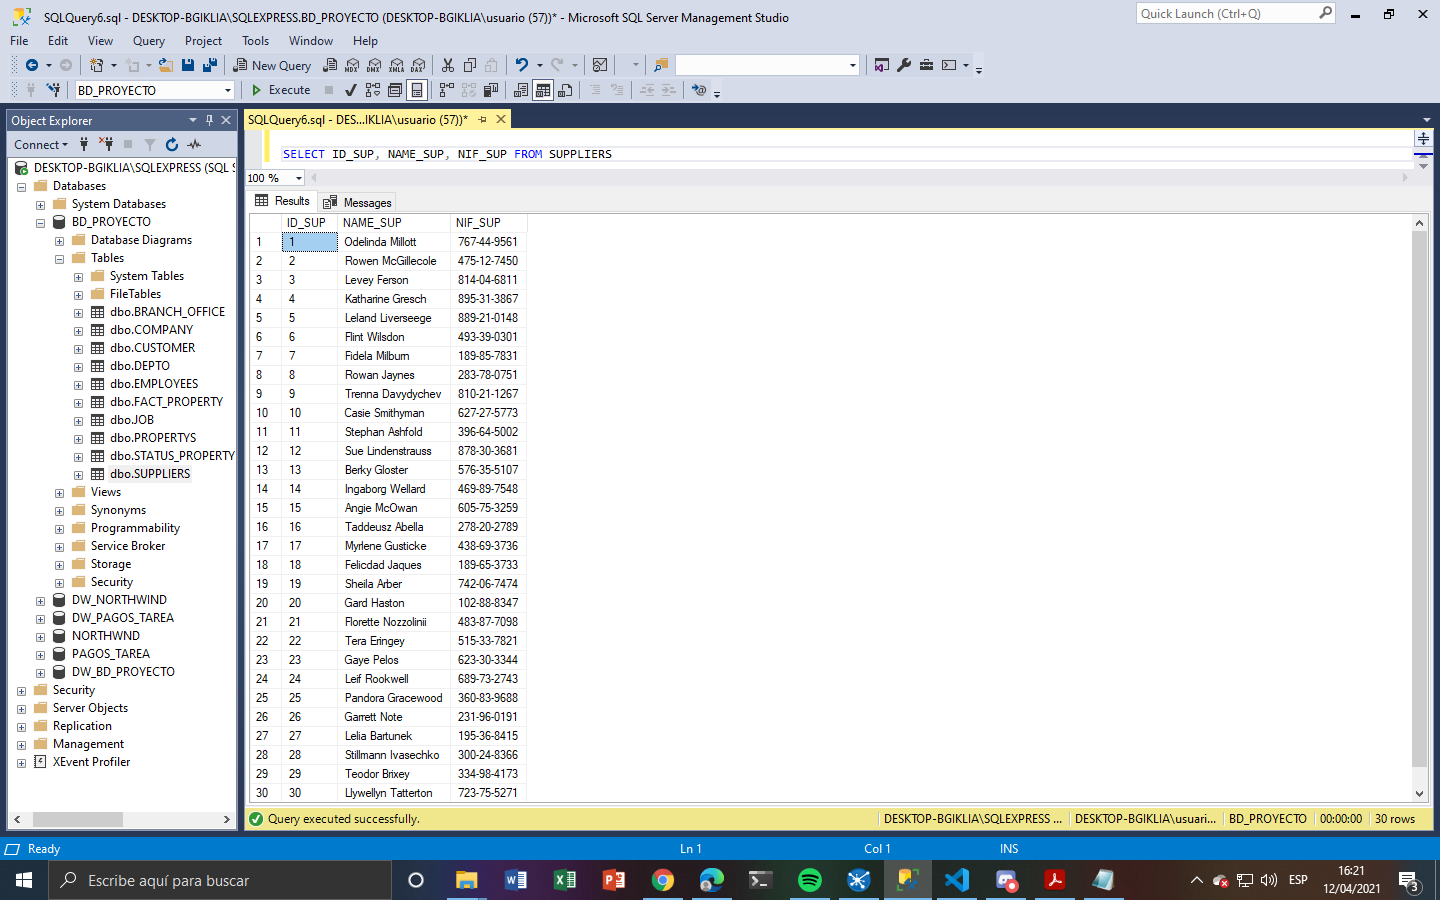 SQLQuery6.sql - DESKTOP-BGIKLIA\SQLEXPRESS.BD_PROYECTO (DESKTOP-BGIKLIA\usuario (57))* - Microsoft SQL Server Management Studio
Quick Launch (Ctrl+Q)
File Edit View Query Project Tools Window Help
New Query MDX DMX XMLA DAX
BD_PROYECTO Execute
Object Explorer
SQLQuery6.sql - DES...IKLIA\usuario (57))*
Connect
DESKTOP-BGIKLIA\SQLEXPRESS (SQL S
Databases
System Databases
BD_PROYECTO
Database Diagrams
Tables
System Tables
FileTables
dbo.BRANCH_OFFICE
dbo.COMPANY
dbo.CUSTOMER
dbo.DEPTO
dbo.EMPLOYEES
dbo.FACT_PROPERTY
dbo.JOB
dbo.PROPERTYS
dbo.STATUS_PROPERTY
dbo.SUPPLIERS
Views
Synonyms
Programmability
Service Broker
Storage
Security
DW_NORTHWIND
DW_PAGOS_TAREA
NORTHWND
PAGOS_TAREA
DW_BD_PROYECTO
Security
Server Objects
Replication
Management
XEvent Profiler
SELECT ID_SUP, NAME_SUP, NIF_SUP FROM SUPPLIERS
100 %
Results Messages
ID_SUP NAME_SUP NIF_SUP
1 1 Odelinda Millott 767-44-9561
2 2 Rowen McGillecole 475-12-7450
3 3 Levey Ferson 814-04-6811
4 4 Katharine Gresch 895-31-3867
5 5 Leland Liverseege 889-21-0148
6 6 Flint Wilsdon 493-39-0301
7 7 Fidela Milburn 189-85-7831
8 8 Rowan Jaynes 283-78-0751
9 9 Trenna Davydychev 810-21-1267
10 10 Casie Smithyman 627-27-5773
11 11 Stephan Ashfold 396-64-5002
12 12 Sue Lindenstrauss 878-30-3681
13 13 Berky Gloster 576-35-5107
14 14 Ingaborg Wellard 469-89-7548
15 15 Angie McOwan 605-75-3259
16 16 Taddeusz Abella 278-20-2789
17 17 Myrlene Gusticke 438-69-3736
18 18 Felicdad Jaques 189-65-3733
19 19 Sheila Arber 742-06-7474
20 20 Gard Haston 102-88-8347
21 21 Florette Nozzolinii 483-87-7098
22 22 Tera Eringey 515-33-7821
23 23 Gaye Pelos 623-30-3344
24 24 Leif Rookwell 689-73-2743
25 25 Pandora Gracewood 360-83-9688
26 26 Garrett Note 231-96-0191
27 27 Lelia Bartunek 195-36-8415
28 28 Stillmann Ivasechko 300-24-8366
29 29 Teodor Brixey 334-98-4173
30 30 Llywellyn Tatterton 723-75-5271
Query executed successfully. DESKTOP-BGIKLIA\SQLEXPRESS ... DESKTOP-BGIKLIA\usuari... BD_PROYECTO 00:00:00 30 rows
Ready Ln 1 Col 1 INS
Escribe aquí para buscar
ESP
16:21
12/04/2021
3